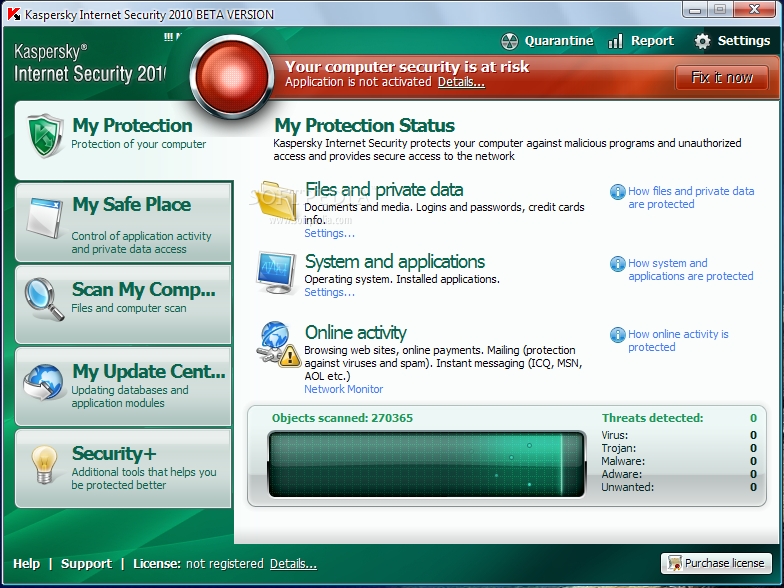 Kaspersky Internet Security 2010 BETA VERSION
Kaspersky®
Internet Security 201
Quarantine
Report
Settings
Your computer security is at risk
Application is not activated Details...
Fix it now
My Protection
Protection of your computer
My Safe Place
Control of application activity
and private data access
Scan My Comp...
Files and computer scan
My Update Cent...
Updating databases and
application modules
Security+
Additional tools that helps you
be protected better
My Protection Status
Kaspersky Internet Security protects your computer against malicious programs and unauthorized
access and provides secure access to the network
Files and private data
Documents and media. Logins and passwords, credit cards
info.
Settings...
How files and private data
are protected
System and applications
Operating system. Installed applications.
Settings...
How system and
applications are protected
Online activity
Browsing web sites, online payments. Mailing (protection
against viruses and spam). Instant messaging (ICQ, MSN,
AOL etc.)
Network Monitor
How online activity is
protected
Objects scanned: 270365
Threats detected: 0
Virus: 0
Trojan: 0
Malware: 0
Adware: 0
Unwanted: 0
Help | Support | License: not registered Details...
Purchase license